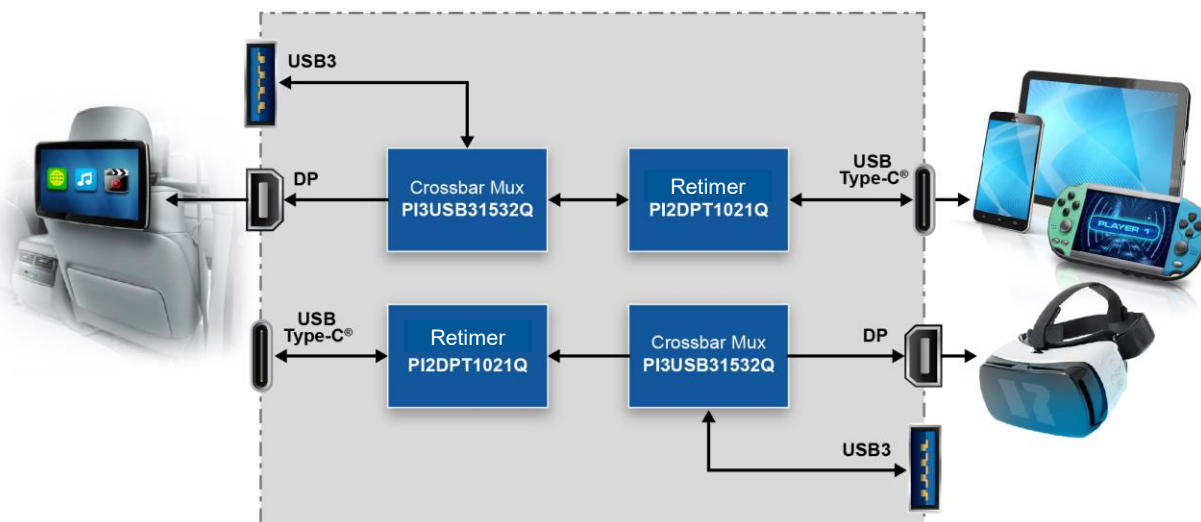 USB3
DP
Crossbar Mux
PI3USB31532Q
Retimer
PI2DPT1021Q
USB
Type-C®
PLAYER 1
USB
Type-C®
Retimer
PI2DPT1021Q
Crossbar Mux
PI3USB31532Q
DP
USB3